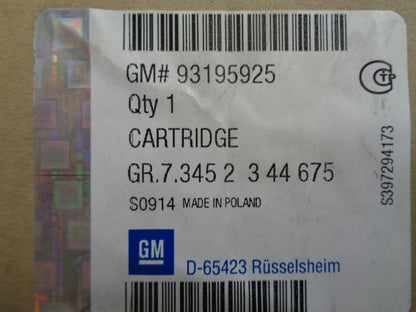 GM# 93195925
Qty 1
CARTRIDGE
GR.7.345 2 3 44 675
S0914 MADE IN POLAND
GM
D-65423 Rüsselsheim
S397294173